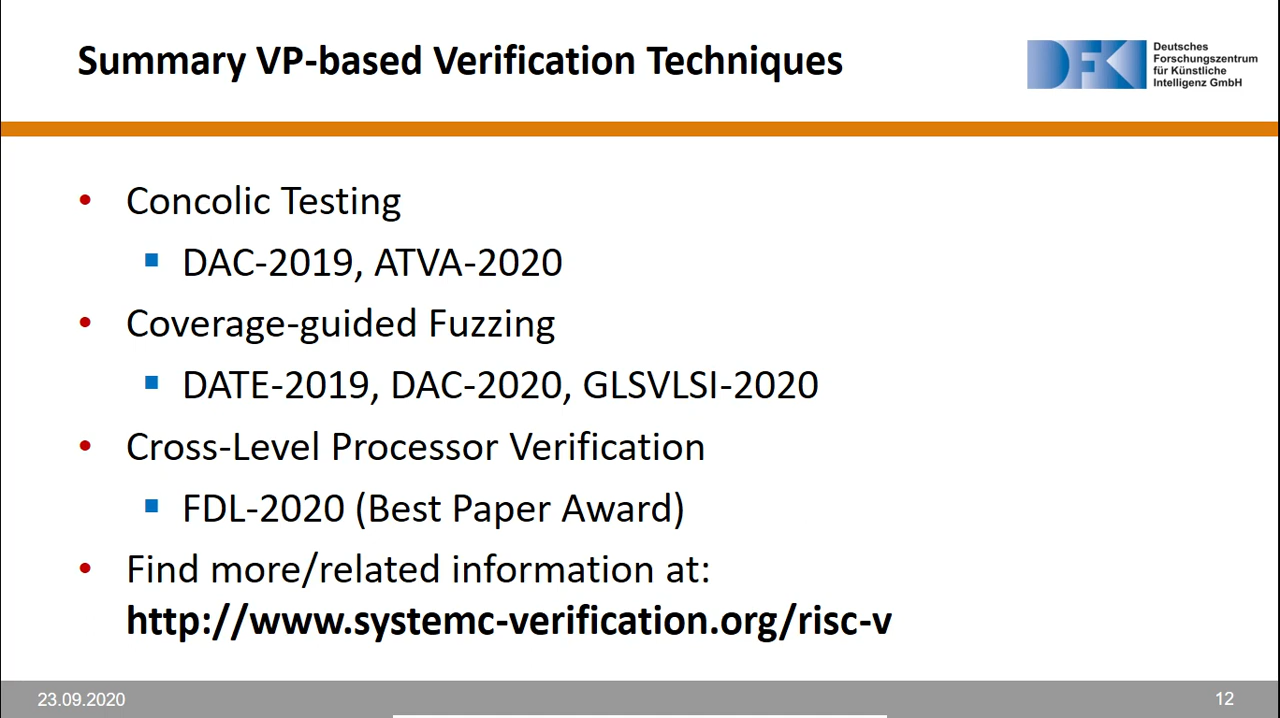 Summary VP-based Verification Techniques
DFKI
Deutsches
Forschungszentrum
für Künstliche
Intelligenz GmbH
• Concolic Testing
▪ DAC-2019, ATVA-2020
• Coverage-guided Fuzzing
▪ DATE-2019, DAC-2020, GLSVLSI-2020
• Cross-Level Processor Verification
▪ FDL-2020 (Best Paper Award)
• Find more/related information at:
http://www.systemc-verification.org/risc-v
23.09.2020
12